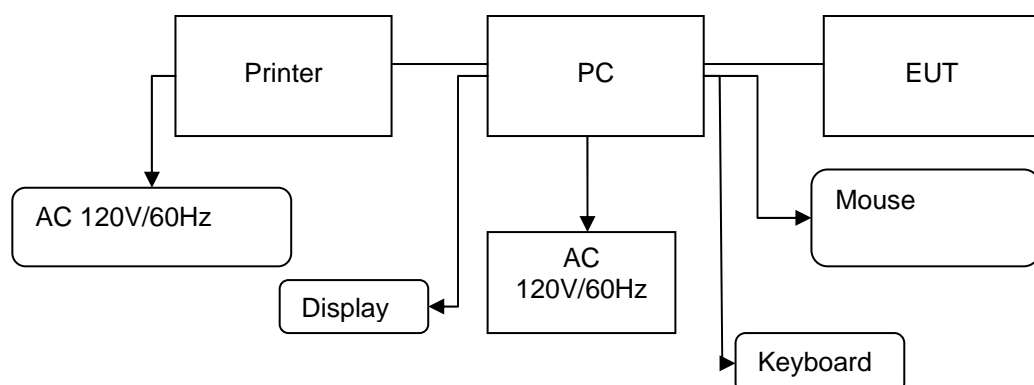 Printer
PC
EUT
AC 120V/60Hz
Mouse
AC
120V/60Hz
Display
Keyboard